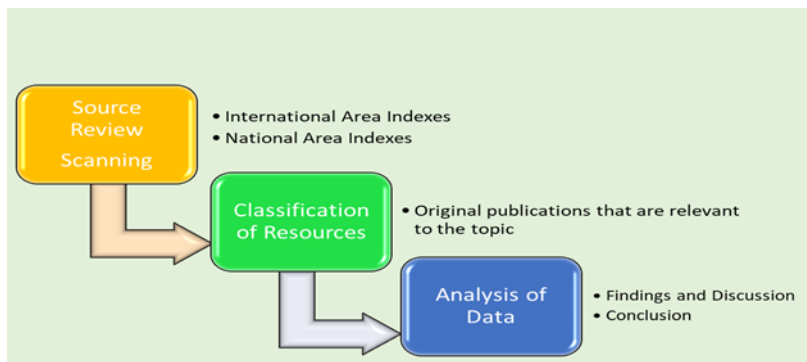 Source
Review
Scanning
• International Area Indexes
• National Area Indexes
Classification
of Resources
• Original publications that are relevant
to the topic
Analysis of
Data
• Findings and Discussion
• Conclusion